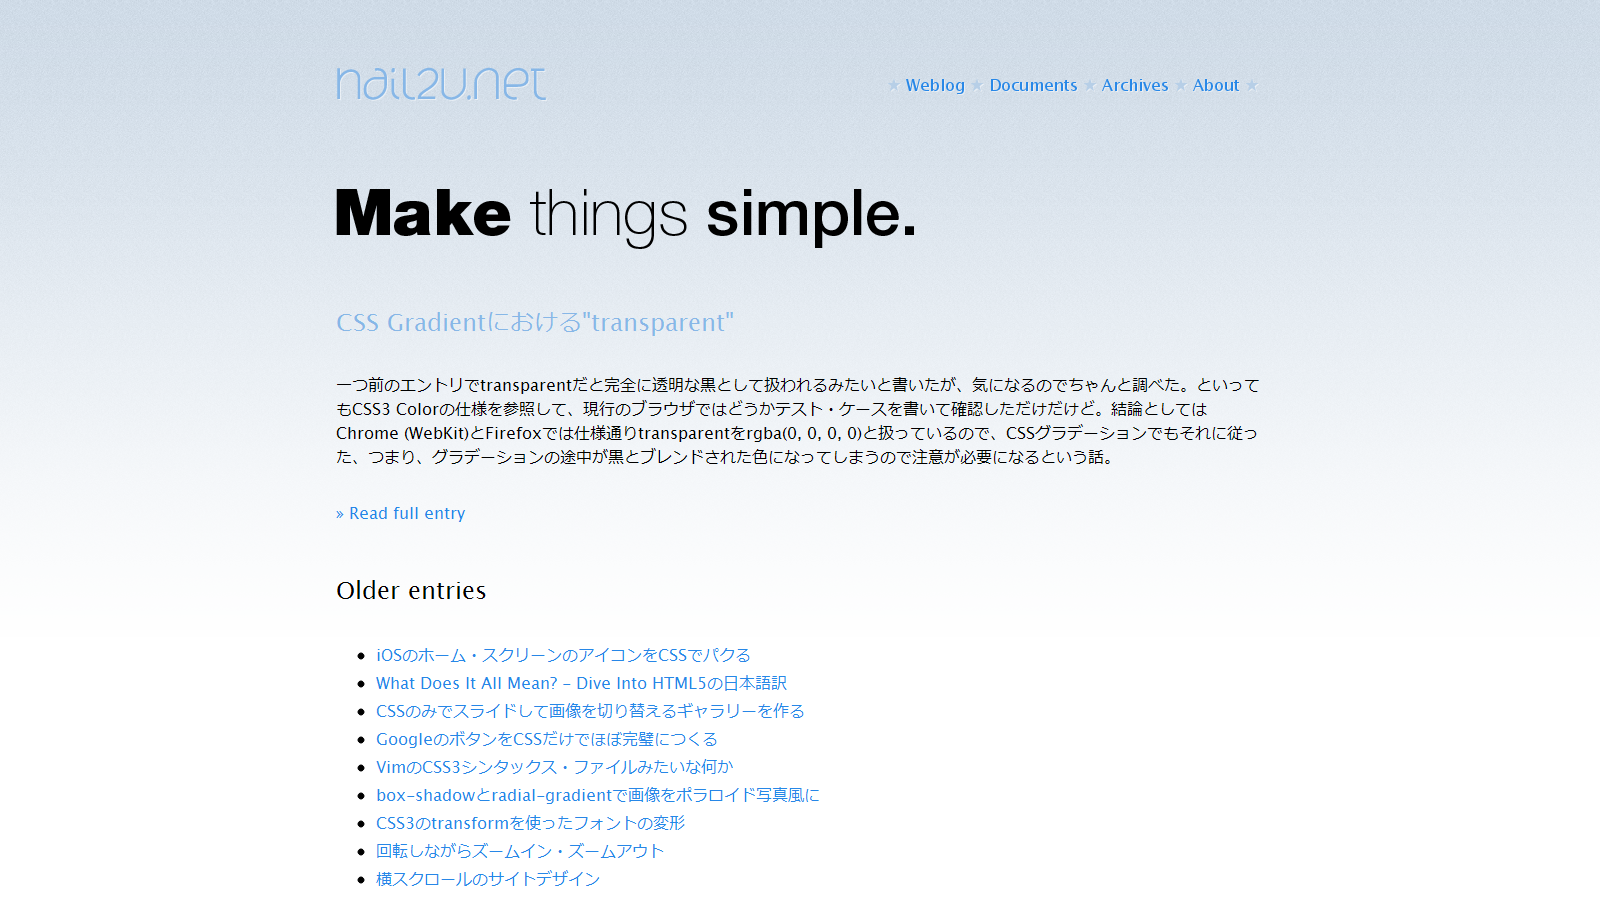 nail2u.net
★ Weblog ★ Documents ★ Archives ★ About ★
Make things simple.
CSS Gradientにおける"transparent"
一つ前のエントリでtransparentだと完全に透明な黒として扱われるみたいと書いたが、気になるのでちゃんと調べた。といって
もCSS3 Colorの仕様を参照して、現行のブラウザではどうかテスト・ケースを書いて確認しただけだけど。結論としては
Chrome (WebKit)とFirefoxでは仕様通りtransparentをrgba(0, 0, 0, 0)と扱っているので、CSSグラデーションでもそれに従っ
た、つまり、グラデーションの途中が黒とブレンドされた色になってしまうので注意が必要になるという話。
» Read full entry
Older entries
• iOSのホーム・スクリーンのアイコンをCSSでパクる
• What Does It All Mean? - Dive Into HTML5の日本語訳
• CSSのみでスライドして画像を切り替えるギャラリーを作る
• GoogleのボタンをCSSだけでほぼ完璧につくる
• VimのCSS3シンタックス・ファイルみたいな何か
• box-shadowとradial-gradientで画像をポラロイド写真風に
• CSS3のtransformを使ったフォントの変形
• 回転しながらズームイン・ズームアウト
• 横スクロールのサイトデザイン